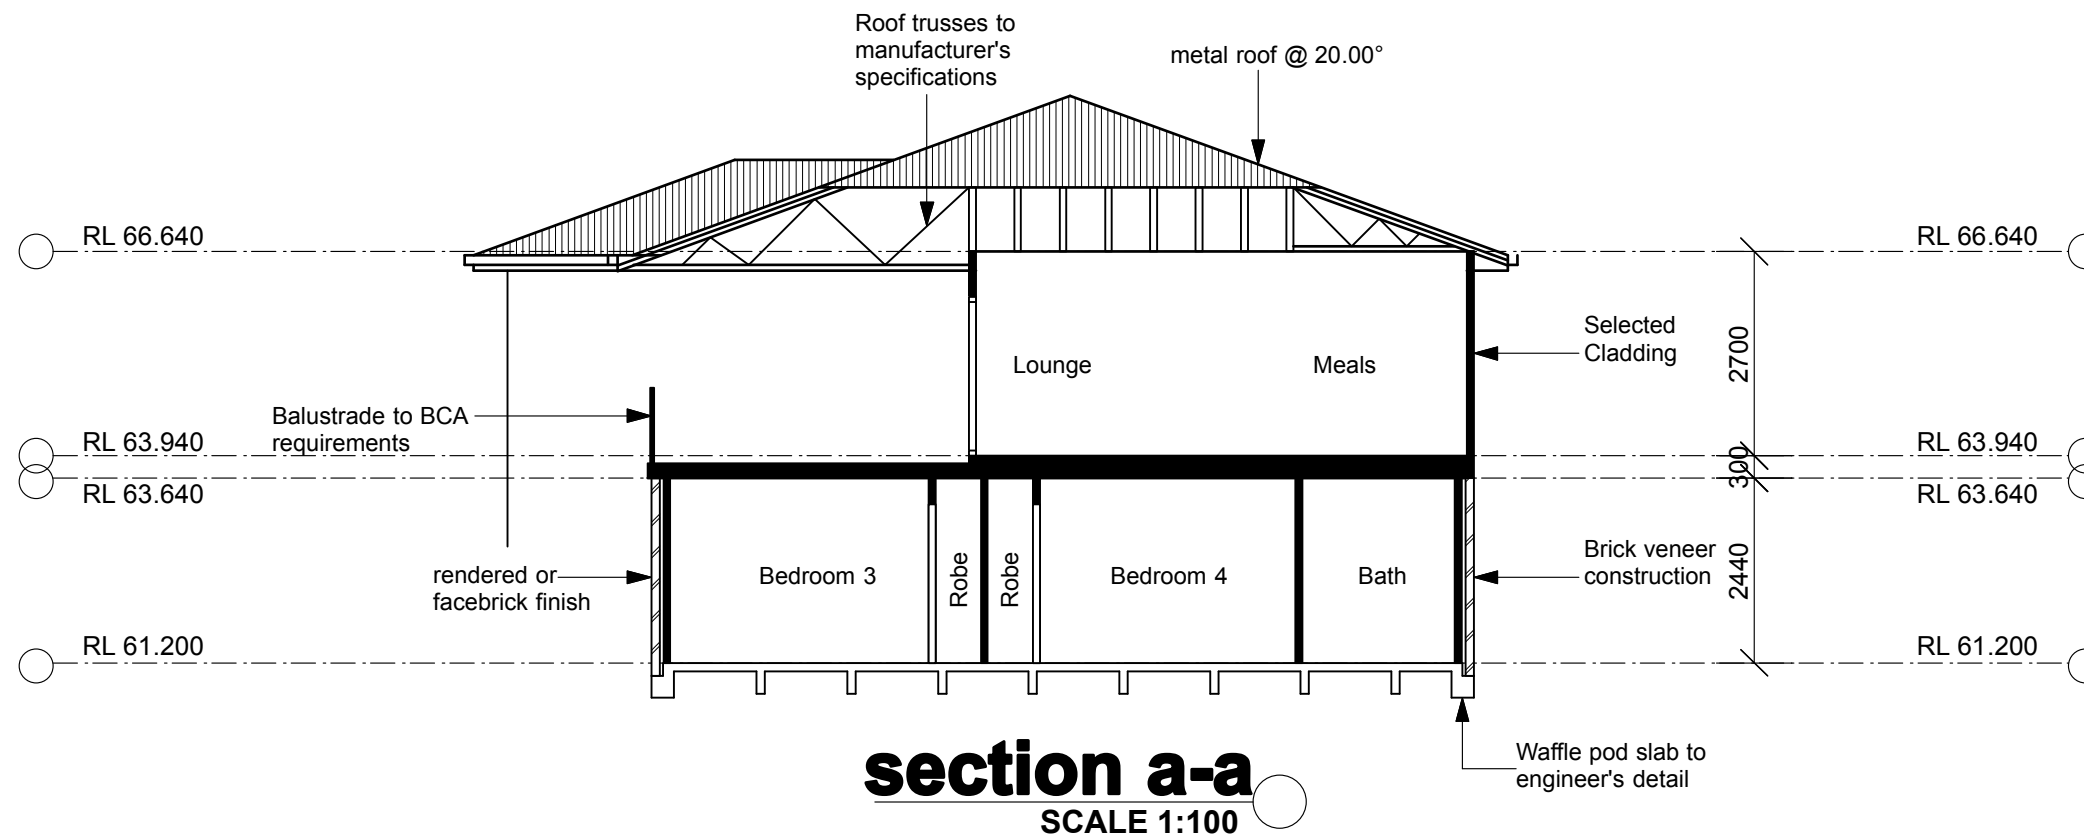 Roof trusses to
manufacturer's
specifications
metal roof @ 20.00°
RL 66.640
RL 66.640
Selected
Cladding
2700
Lounge
Meals
Balustrade to BCA
requirements
RL 63.940
RL 63.940
300
RL 63.640
RL 63.640
Brick veneer
construction
2440
rendered or
facebrick finish
Bedroom 3
Robe
Robe
Bedroom 4
Bath
RL 61.200
RL 61.200
Waffle pod slab to
engineer's detail
section a-a
SCALE 1:100